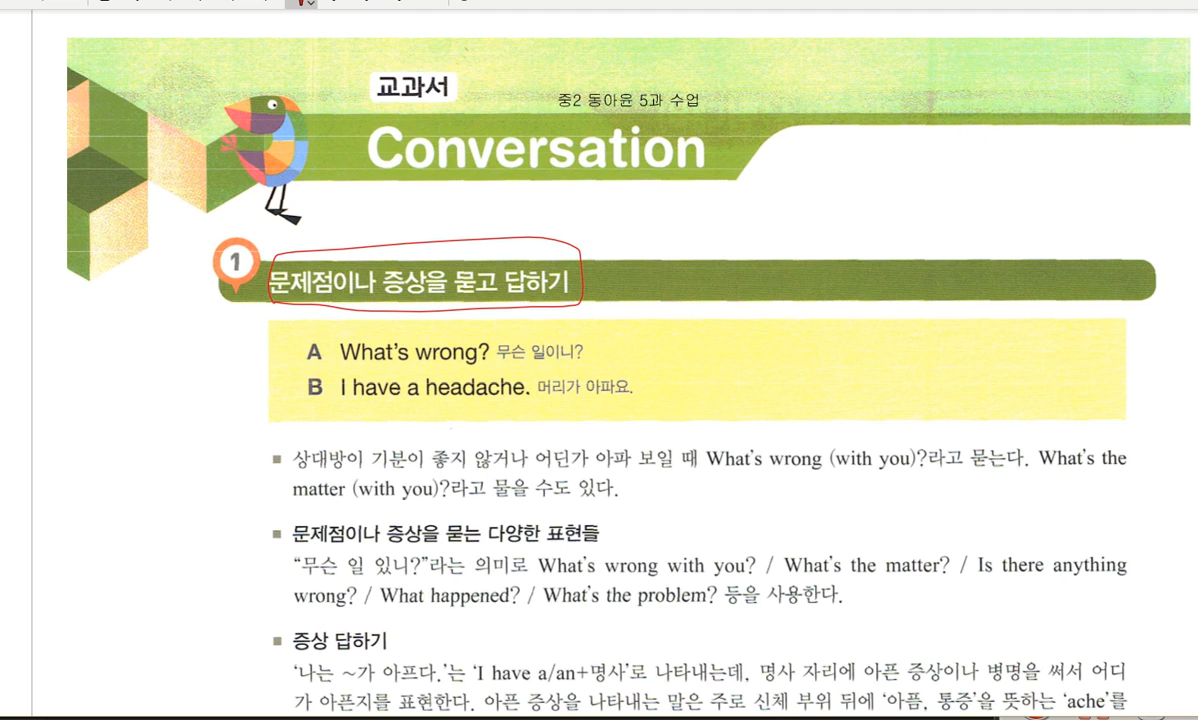 교과서
중2 동아윤 5과 수업
Conversation
1
문제점이나 증상을 묻고 답하기
A What's wrong? 무슨 일이니?
B I have a headache. 머리가 아파요.
■ 상대방이 기분이 좋지 않거나 어딘가 아파 보일 때 What's wrong (with you)?라고 묻는다. What's the
matter (with you)?라고 물을 수도 있다.
■ 문제점이나 증상을 묻는 다양한 표현들
“무슨 일 있니?”라는 의미로 What's wrong with you? / What's the matter? / Is there anything
wrong? / What happened? / What's the problem? 등을 사용한다.
■ 증상 답하기
‘나는 ~가 아프다.’는 ‘I have a/an+명사’로 나타내는데, 명사 자리에 아픈 증상이나 병명을 써서 어디
가 아픈지를 표현한다. 아픈 증상을 나타내는 말은 주로 신체 부위 뒤에 ‘아픔, 통증’을 뜻하는 ‘ache’를